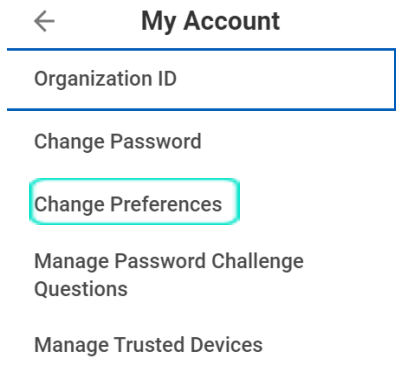 My Account
Organization ID
Change Password
Change Preferences
Manage Password Challenge
Questions
Manage Trusted Devices